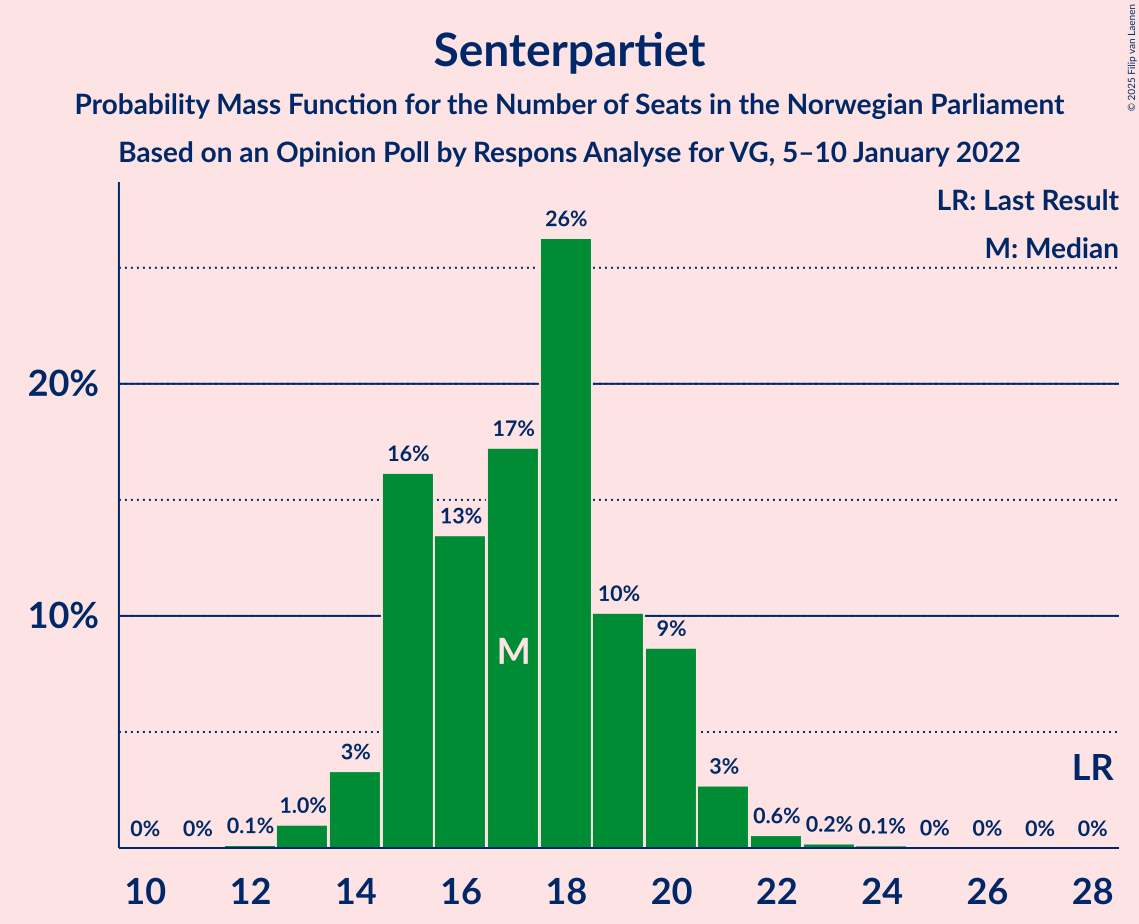 Senterpartiet
Probability Mass Function for the Number of Seats in the Norwegian Parliament
Based on an Opinion Poll by Respons Analyse for VG, 5–10 January 2022
© 2025 Filip van Laenen
LR: Last Result
M: Median
20%
10%
0%
0%
0.1%
1.0%
3%
16%
13%
17%
26%
10%
9%
3%
0.6%
0.2%
0.1%
0%
0%
0%
0%
M
LR
10 12 14 16 18 20 22 24 26 28